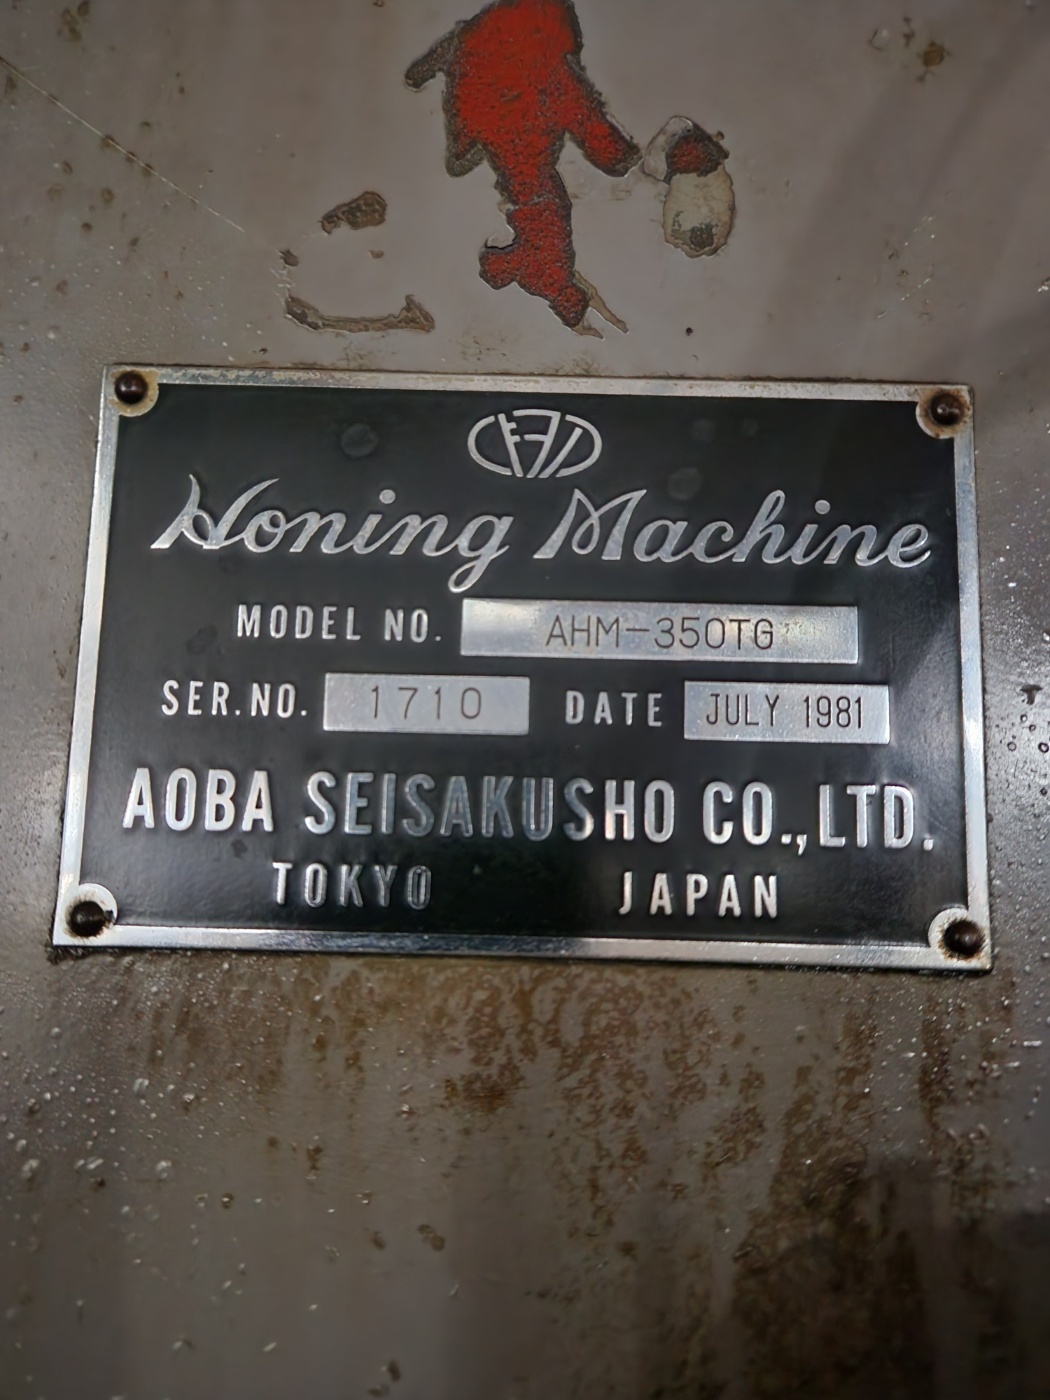 Honing Machine
MODEL NO. AHM-350TG
SER.NO. 1710 DATE JULY 1981
AOBA SEISAKUSHO CO.,LTD.
TOKYO JAPAN